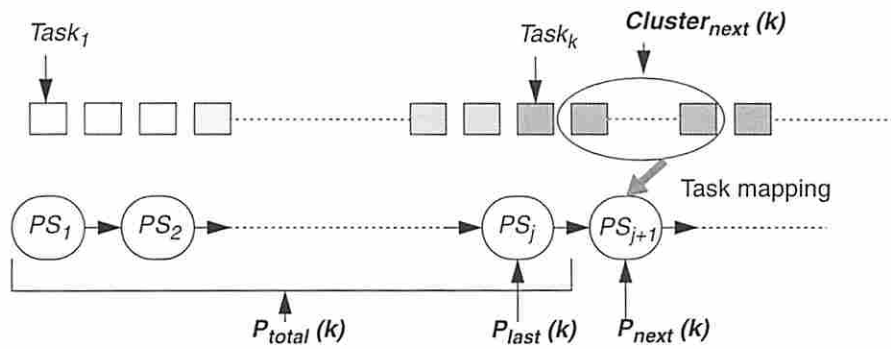 Task1 Taskk Clusternext (k)
Task mapping
PS1 PS2 PSj PSj+1
Ptotal (k) Plast (k) Pnext (k)